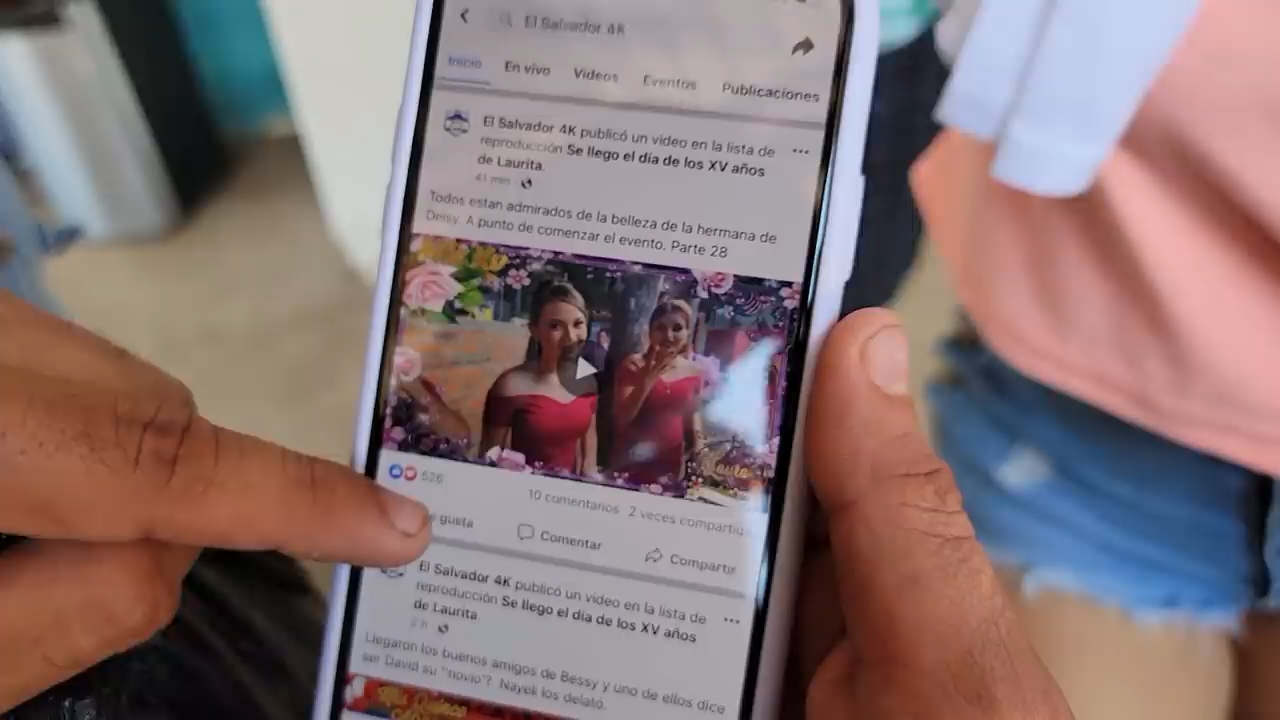 El Salvador 4K
Inicio En vivo Videos Eventos Publicaciones
El Salvador 4K publicó un video en la lista de
reproducción Se llego el día de los XV años
de Laurita.
41 min
Todos estan admirados de la belleza de la hermana de
Deisy. A punto de comenzar el evento. Parte 28
Laura
626
10 comentarios 2 veces compartid
gusta
Comentar
Compartir
El Salvador 4K publicó un video en la lista de
reproducción Se llego el día de los XV años
de Laurita.
2 h
Llegaron los buenos amigos de Bessy y uno de ellos dice
ser David su "novio"? Nayeli los delató.
Mis Quince